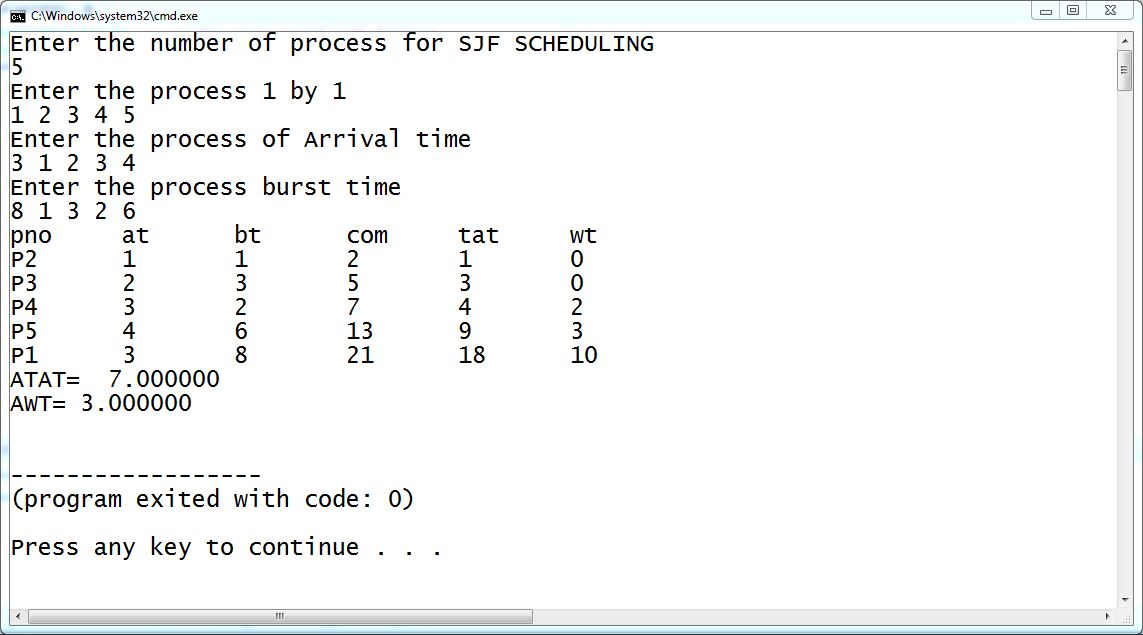 C:\Windows\system32\cmd.exe
Enter the number of process for SJF SCHEDULING
5
Enter the process 1 by 1
1 2 3 4 5
Enter the process of Arrival time
3 1 2 3 4
Enter the process burst time
8 1 3 2 6
pno at bt com tat wt
P2 1 1 2 1 0
P3 2 3 5 3 0
P4 3 2 7 4 2
P5 4 6 13 9 3
P1 3 8 21 18 10
ATAT= 7.000000
AWT= 3.000000
------------------
(program exited with code: 0)
Press any key to continue . . .